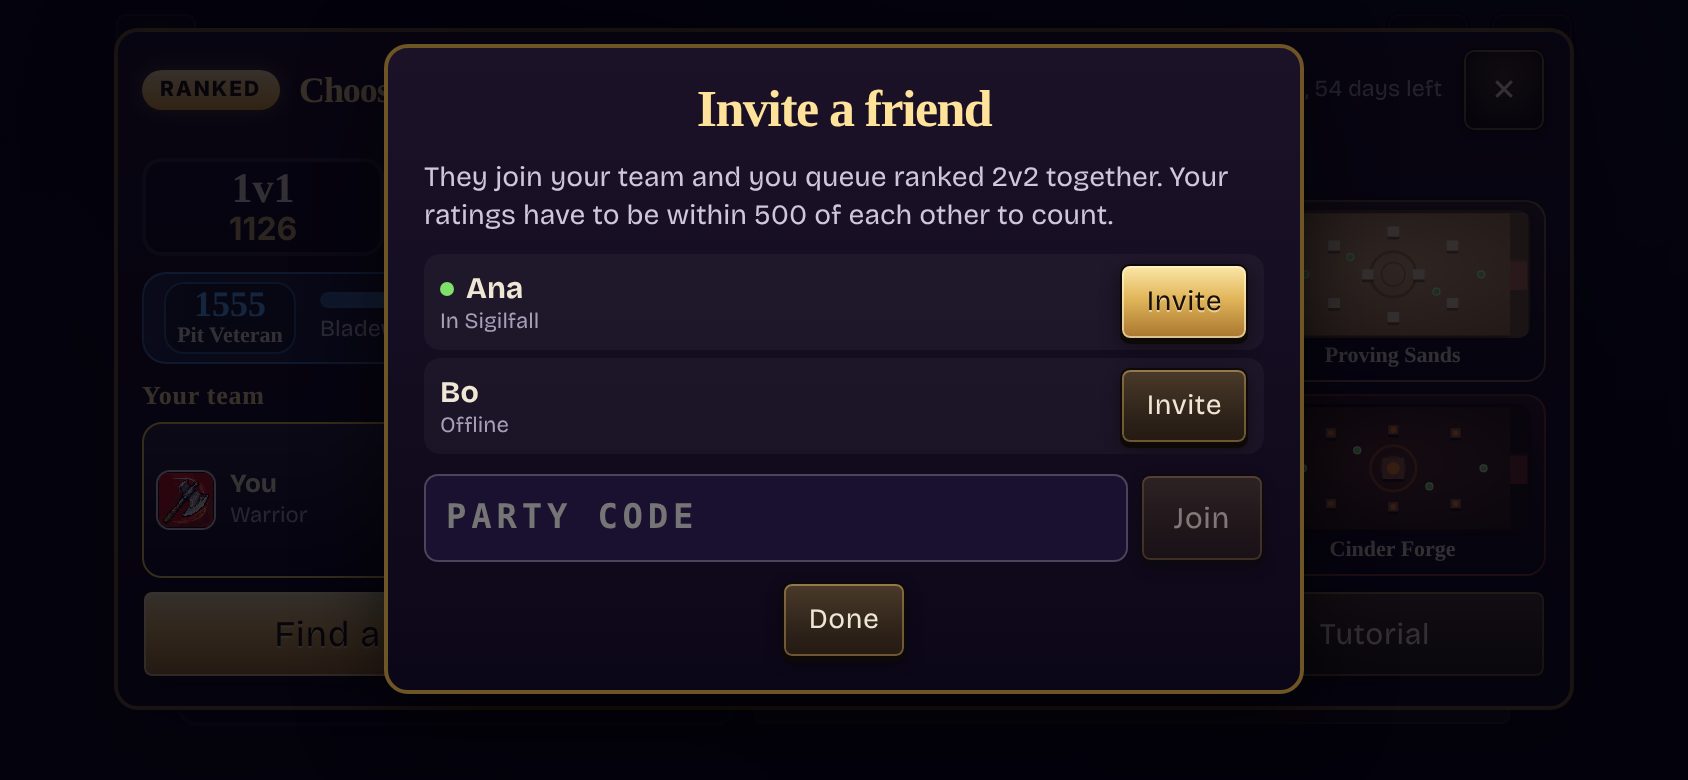 RANKED
Choos
, 54 days left
×
1v1
1126
1555
Pit Veteran
Blade
Your team
You
Warrior
Find a
Invite a friend
They join your team and you queue ranked 2v2 together. Your
ratings have to be within 500 of each other to count.
Ana
In Sigilfall
Invite
Bo
Offline
Invite
PARTY CODE
Join
Done
Proving Sands
Cinder Forge
Tutorial